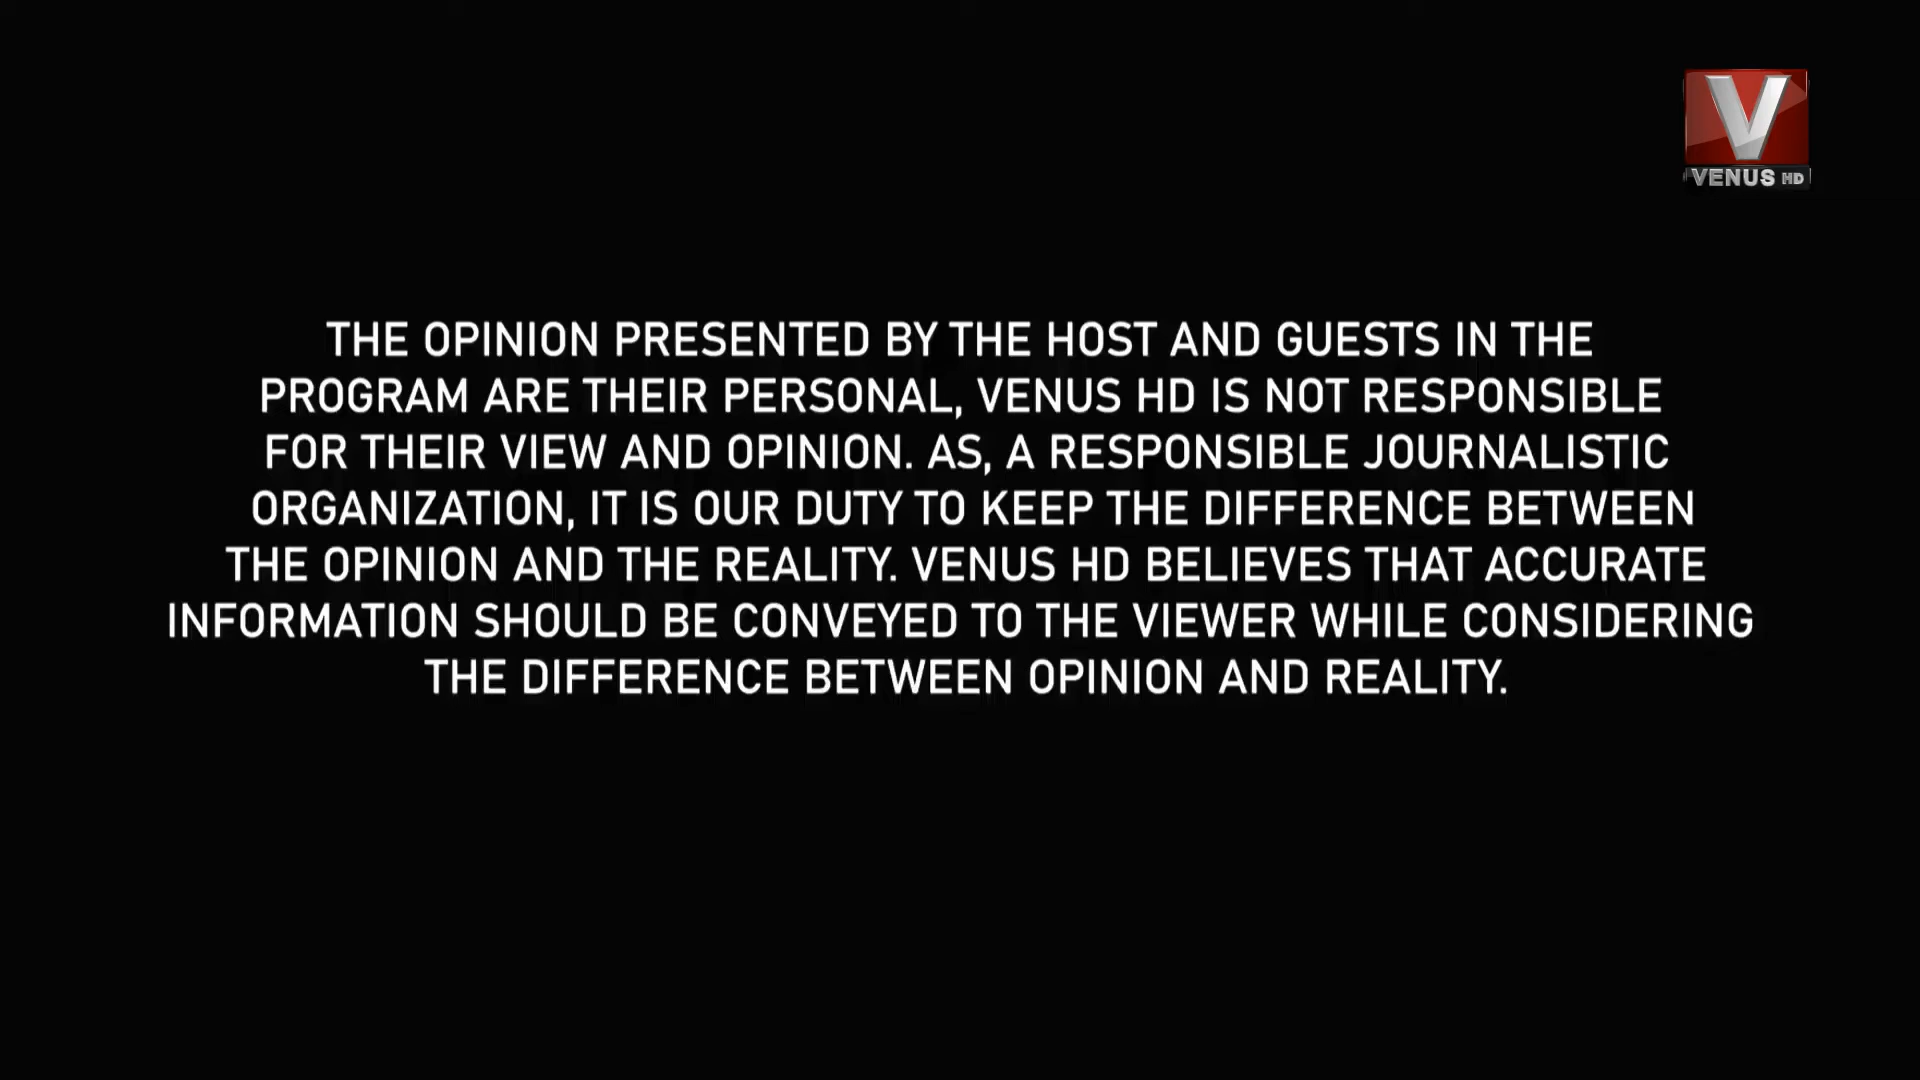 V
VENUS HD
THE OPINION PRESENTED BY THE HOST AND GUESTS IN THE
PROGRAM ARE THEIR PERSONAL, VENUS HD IS NOT RESPONSIBLE
FOR THEIR VIEW AND OPINION. AS, A RESPONSIBLE JOURNALISTIC
ORGANIZATION, IT IS OUR DUTY TO KEEP THE DIFFERENCE BETWEEN
THE OPINION AND THE REALITY. VENUS HD BELIEVES THAT ACCURATE
INFORMATION SHOULD BE CONVEYED TO THE VIEWER WHILE CONSIDERING
THE DIFFERENCE BETWEEN OPINION AND REALITY.